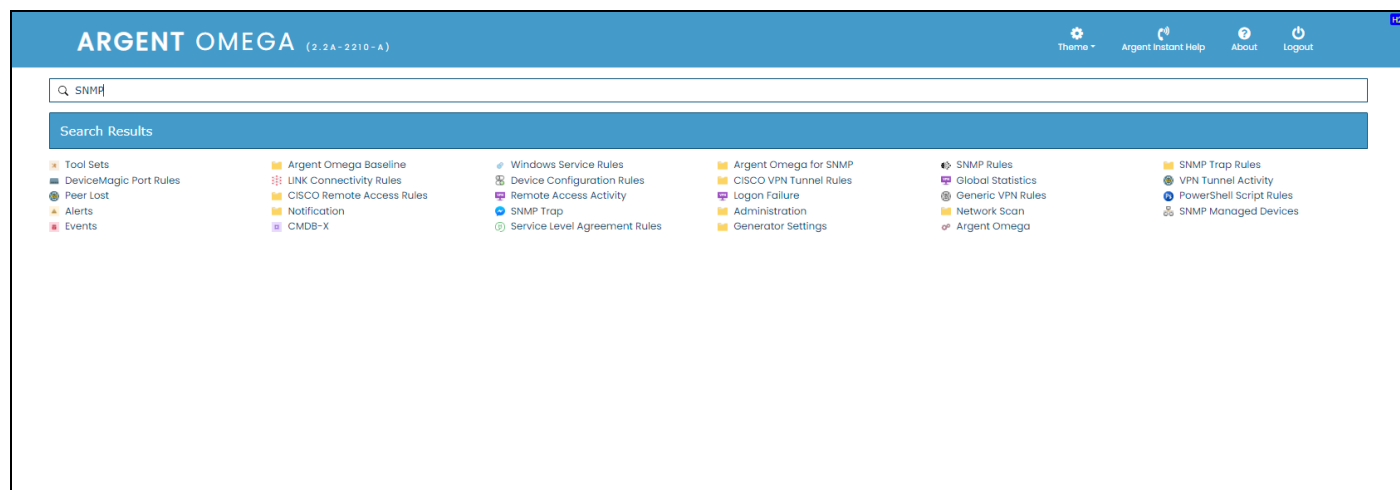 ARGENT OMEGA (2.2A-2210-A)
Theme Argent Instant Help About Logout
SNMP
Search Results
Tool Sets Argent Omega Baseline Windows Service Rules Argent Omega for SNMP SNMP Rules SNMP Trap Rules
DeviceMagic Port Rules LINK Connectivity Rules Device Configuration Rules CISCO VPN Tunnel Rules Global Statistics VPN Tunnel Activity
Peer Lost CISCO Remote Access Rules Remote Access Activity Logon Failure Generic VPN Rules PowerShell Script Rules
Alerts Notification SNMP Trap Administration Network Scan SNMP Managed Devices
Events CMDB-X Service Level Agreement Rules Generator Settings Argent Omega